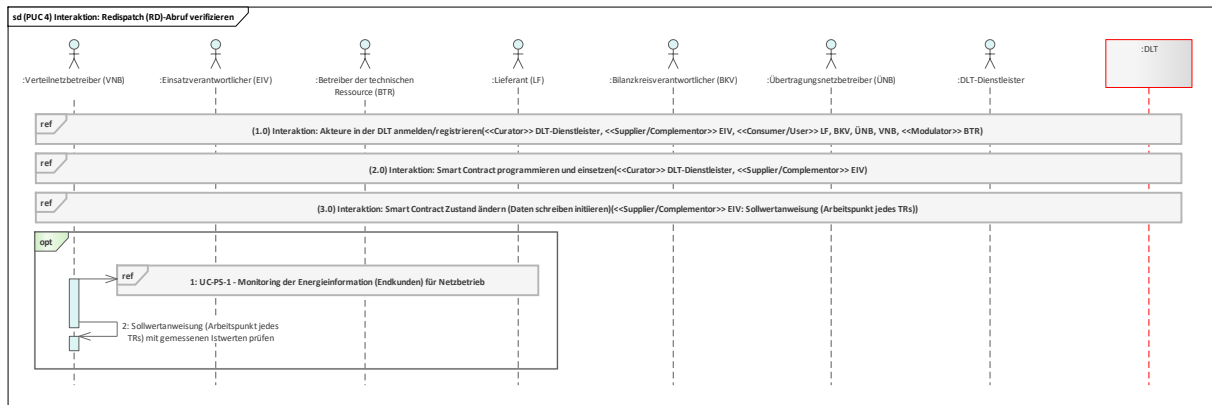 sd (PUC 4) Interaktion: Redispatch (RD)-Abruf verifizieren
:Verteilnetzbetreiber (VNB)
:Einsatzverantwortlicher (EIV)
:Betreiber der technischen
Ressource (BTR)
:Lieferant (LF)
:Bilanzkreisverantwortlicher (BKV)
:Übertragungsnetzbetreiber (ÜNB)
:DLT-Dienstleister
:DLT
ref
(1.0) Interaktion: Akteure in der DLT anmelden/registrieren(<<Curator>> DLT-Dienstleister, <<Supplier/Complementor>> EIV, <<Consumer/User>> LF, BKV, ÜNB, VNB, <<Modulator>> BTR)
ref
(2.0) Interaktion: Smart Contract programmieren und einsetzen(<<Curator>> DLT-Dienstleister, <<Supplier/Complementor>> EIV)
ref
(3.0) Interaktion: Smart Contract Zustand ändern (Daten schreiben initiieren)(<<Supplier/Complementor>> EIV: Sollwertanweisung (Arbeitspunkt jedes TRs))
opt
ref
1: UC-PS-1 - Monitoring der Energieinformation (Endkunden) für Netzbetrieb
2: Sollwertanweisung (Arbeitspunkt jedes
TRs) mit gemessenen Istwerten prüfen